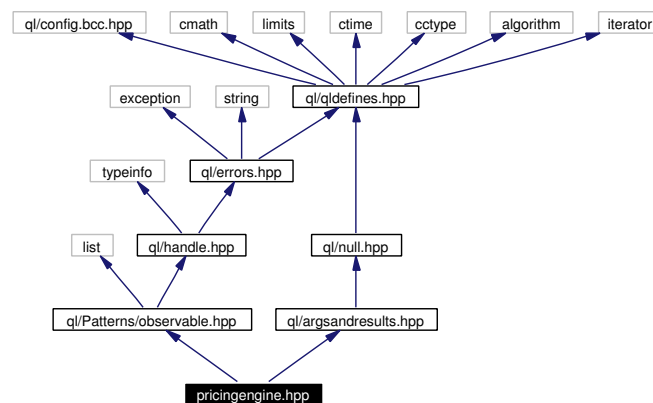 ql/config.bcc.hpp
cmath
limits
ctime
cctype
algorithm
iterator
exception
string
ql/qldefines.hpp
typeinfo
ql/errors.hpp
list
ql/handle.hpp
ql/null.hpp
ql/Patterns/observable.hpp
ql/argsandresults.hpp
pricingengine.hpp